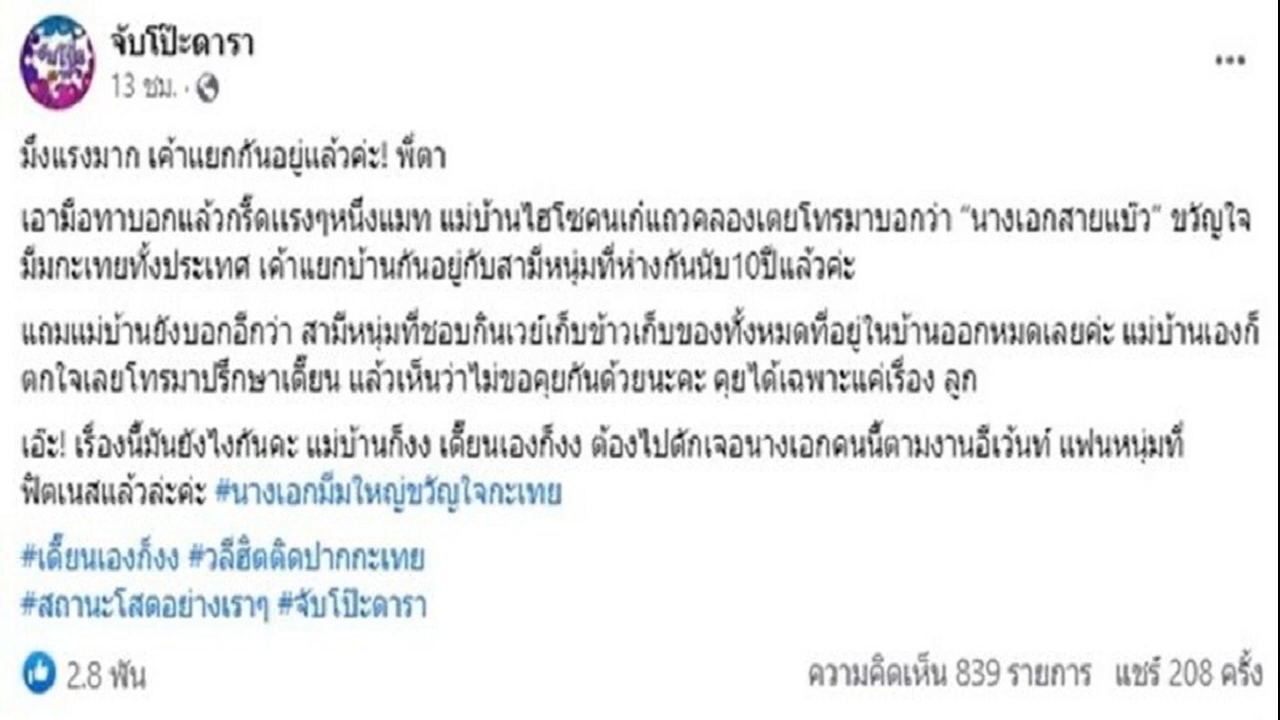 จับโป๊ะดารา
13 ชม. ·
มึงแรงมาก เค้าแยกกันอยู่แล้วค่ะ! พี่ตา
เอามือทาบอกแล้วกรี๊ดแรงๆหนึ่งแมท แม่บ้านไฮโซคนเก่แถวคลองเตยโทรมาบอกว่า “นางเอกสายแบ๊ว” ขวัญใจ
มีมกะเทยทั้งประเทศ เค้าแยกบ้านกันอยู่กับสามีหนุ่มที่ห่างกันนับ10ปีแล้วค่ะ
แถมแม่บ้านยังบอกอีกว่า สามีหนุ่มที่ชอบกินเวย์เก็บข้าวเก็บของทั้งหมดที่อยู่ในบ้านออกหมดเลยค่ะ แม่บ้านเองก็
ตกใจเลยโทรมาปรึกษาเดี๊ยน แล้วเห็นว่าไม่ขอคุยกันด้วยนะคะ คุยได้เฉพาะแค่เรื่อง ลูก
เอ๊ะ! เรื่องนี้มันยังไงกันคะ แม่บ้านก็งง เดี๊ยนเองก็งง ต้องไปดักเจอนางเอกคนนี้ตามงานอีเว้นท์ แฟนหนุ่มที่
ฟิตเนสแล้วล่ะค่ะ #นางเอกมีมใหญ่ขวัญใจกะเทย
#เดี๊ยนเองก็งง #วลีฮิตติดปากกะเทย
#สถานะโสดอย่างเราๆ #จับโป๊ะดารา
2.8 พัน
ความคิดเห็น 839 รายการ แชร์ 208 ครั้ง